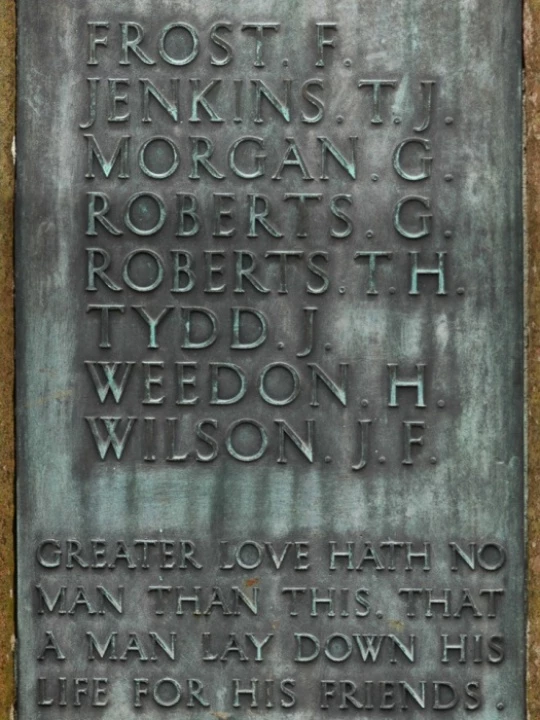 FROST. F.
JENKINS. T. J.
MORGAN. G.
ROBERTS. G.
ROBERTS. T. H.
TYDD. J.
WEEDON. H.
WILSON. J. F.
GREATER LOVE HATH NO
MAN THAN THIS. THAT
A MAN LAY DOWN HIS
LIFE FOR HIS FRIENDS.